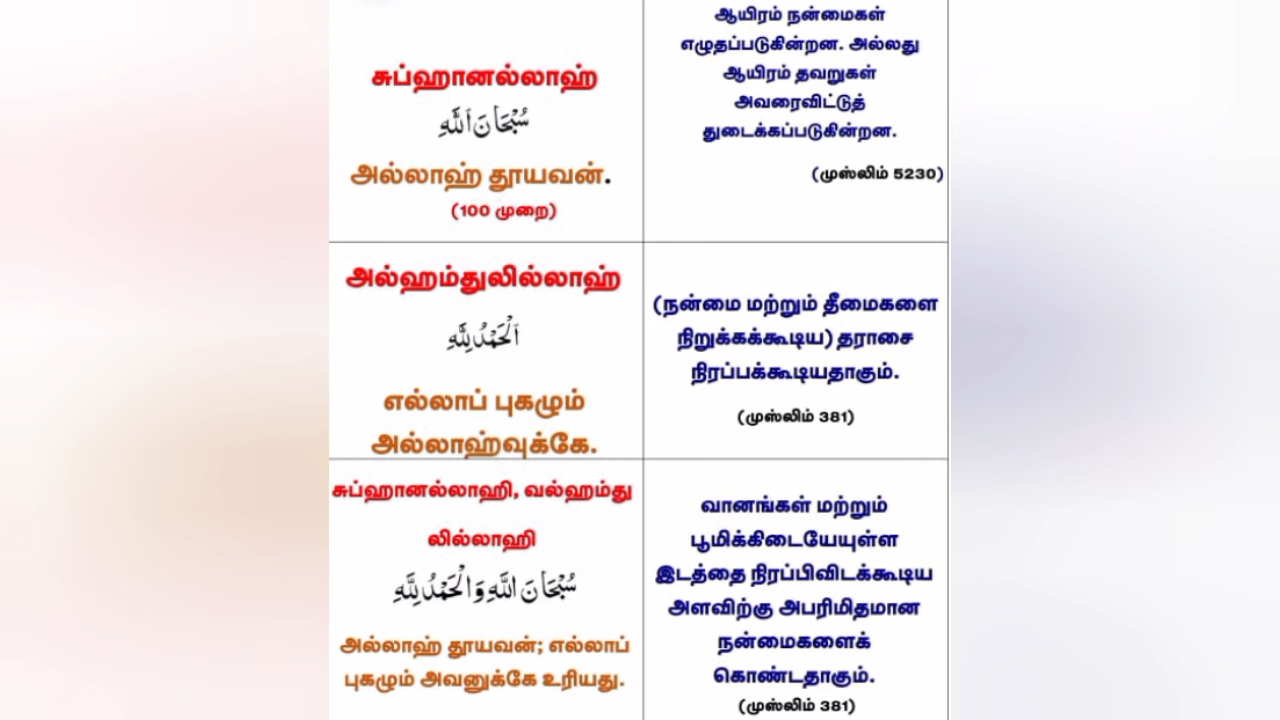 சுப்ஹானல்லாஹ்
سُبْحَانَ ٱللَّهِ
அல்லாஹ் தூயவன்.
(100 முறை)
ஆயிரம் நன்மைகள்
எழுதப்படுகின்றன. அல்லது
ஆயிரம் தவறுகள்
அவரைவிட்டுத்
துடைக்கப்படுகின்றன.
(முஸ்லிம் 5230)
அல்ஹம்துலில்லாஹ்
اَلْحَمْدُ لِلَّهِ
எல்லாப் புகழும்
அல்லாஹ்வுக்கே.
(நன்மை மற்றும் தீமைகளை
நிறுக்கக்கூடிய) தராசை
நிரப்பக்கூடியதாகும்.
(முஸ்லிம் 381)
சுப்ஹானல்லாஹி, வல்ஹம்து
லில்லாஹி
سُبْحَانَ اللَّهِ وَالْحَمْدُ لِلَّهِ
அல்லாஹ் தூயவன்; எல்லாப்
புகழும் அவனுக்கே உரியது.
வானங்கள் மற்றும்
பூமிக்கிடையேயுள்ள
இடத்தை நிரப்பிவிடக்கூடிய
அளவிற்கு அபரிமிதமான
நன்மைகளைக்
கொண்டதாகும்.
(முஸ்லிம் 381)